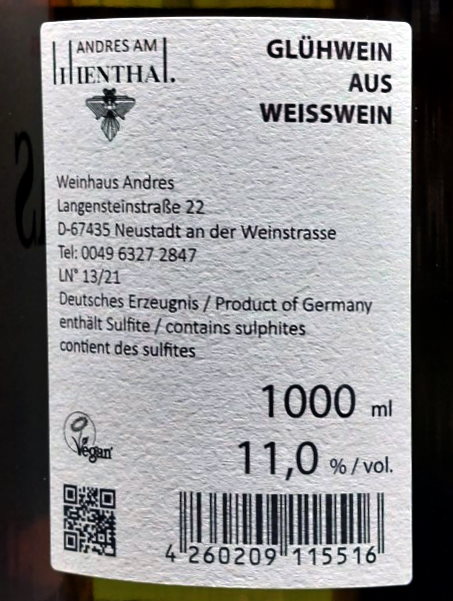 ANDRES AM
LILIENTHAL.
GLÜHWEIN
AUS
WEISSWEIN
Weinhaus Andres
Langensteinstraße 22
D-67435 Neustadt an der Weinstrasse
Tel: 0049 6327 2847
LN° 13/21
Deutsches Erzeugnis / Product of Germany
enthält Sulfite / contains sulphites
contient des sulfites
1000 ml
11,0 % / vol.
Vegan
4 260209 115516